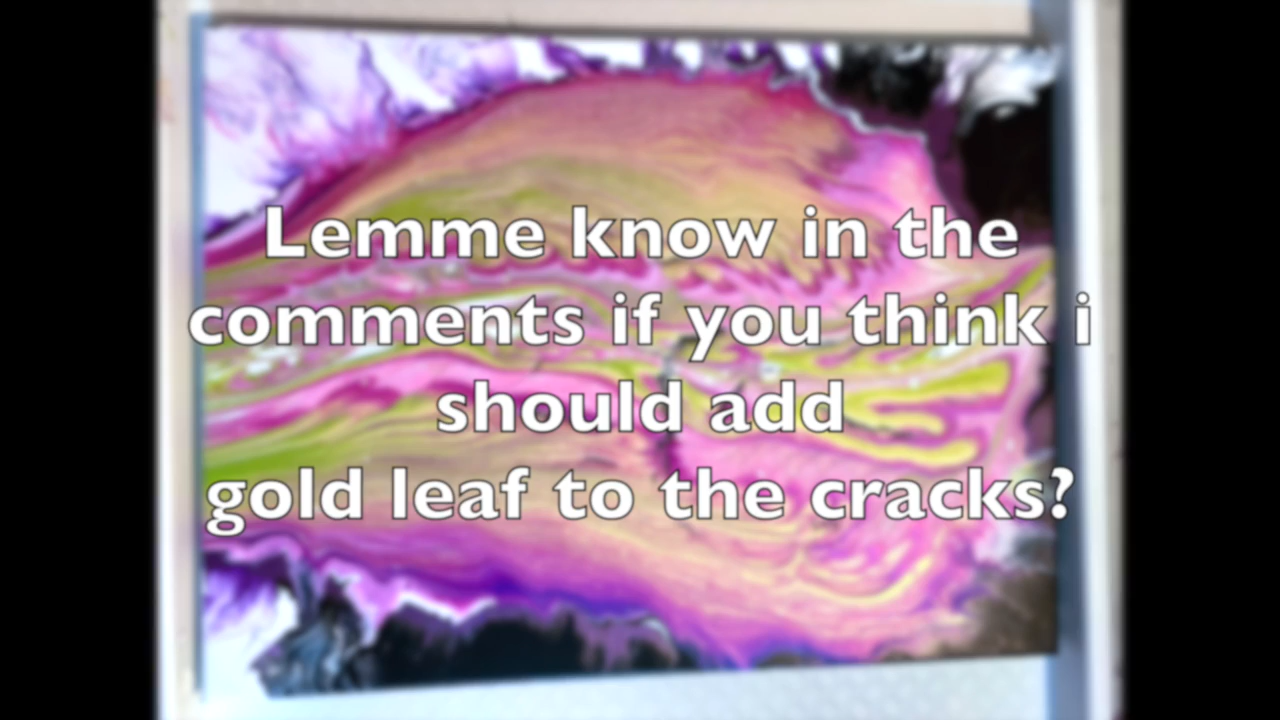 Lemme know in the
comments if you think i
should add
gold leaf to the cracks?